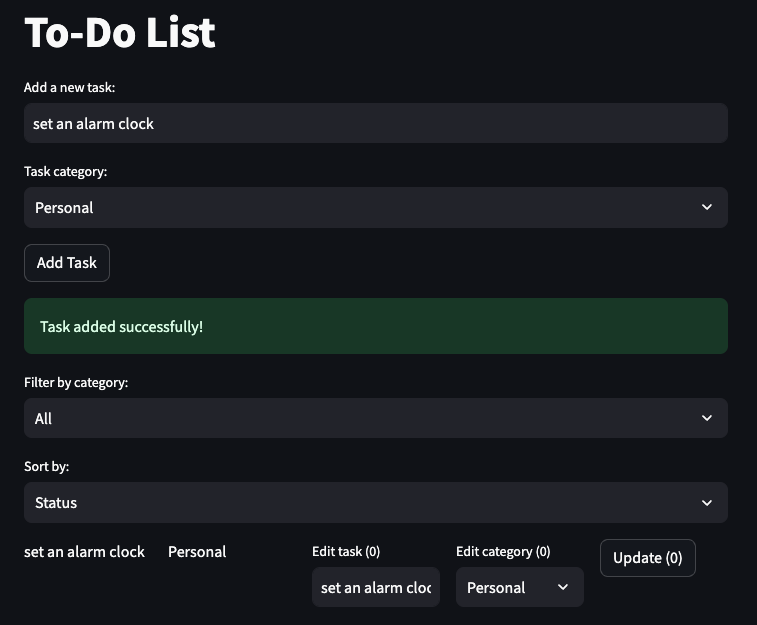 To-Do List
Add a new task:
set an alarm clock
Task category:
Personal
Add Task
Task added successfully!
Filter by category:
All
Sort by:
Status
set an alarm clock Personal Edit task (0) Edit category (0) Update (0)
set an alarm cloc Personal